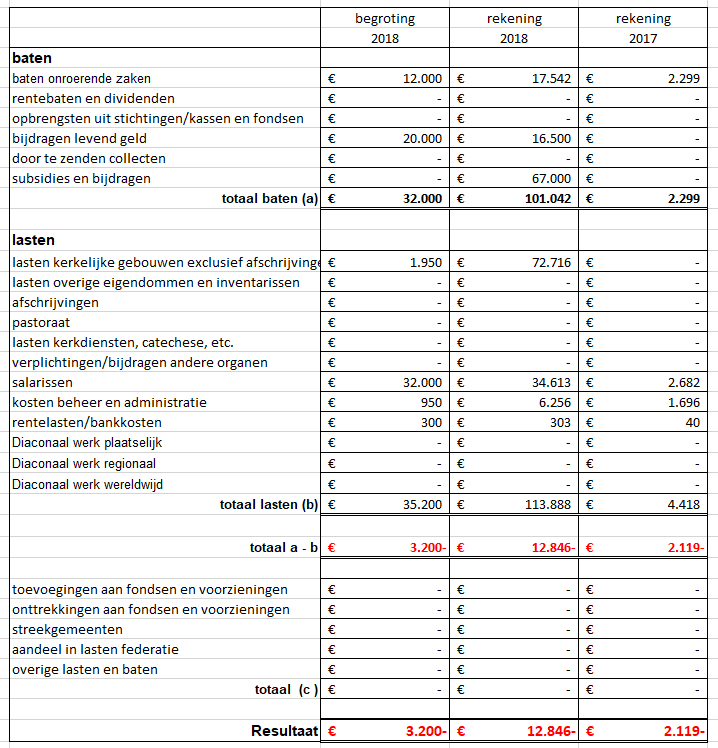 begroting rekening rekening
2018 2018 2017
baten
baten onroerende zaken € 12.000 € 17.542 € 2.299
rentebaten en dividenden € - € - € -
opbrengsten uit stichtingen/kassen en fondsen € - € - € -
bijdragen levend geld € 20.000 € 16.500 € -
door te zenden collecten € - € - € -
subsidies en bijdragen € - € 67.000 € -
totaal baten (a) € 32.000 € 101.042 € 2.299
lasten
lasten kerkelijke gebouwen exclusief afschrijvinge € 1.950 € 72.716 € -
lasten overige eigendommen en inventarissen € - € - € -
afschrijvingen € - € - € -
pastoraat € - € - € -
lasten kerkdiensten, catechese, etc. € - € - € -
verplichtingen/bijdragen andere organen € - € - € -
salarissen € 32.000 € 34.613 € 2.682
kosten beheer en administratie € 950 € 6.256 € 1.696
rentelasten/bankkosten € 300 € 303 € 40
Diaconaal werk plaatselijk € - € - € -
Diaconaal werk regionaal € - € - € -
Diaconaal werk wereldwijd € - € - € -
totaal lasten (b) € 35.200 € 113.888 € 4.418
totaal a - b € 3.200- € 12.846- € 2.119-
toevoegingen aan fondsen en voorzieningen € - € - € -
onttrekkingen aan fondsen en voorzieningen € - € - € -
streekgemeenten € - € - € -
aandeel in lasten federatie € - € - € -
overige lasten en baten € - € - € -
totaal (c ) € - € - € -
Resultaat € 3.200- € 12.846- € 2.119-